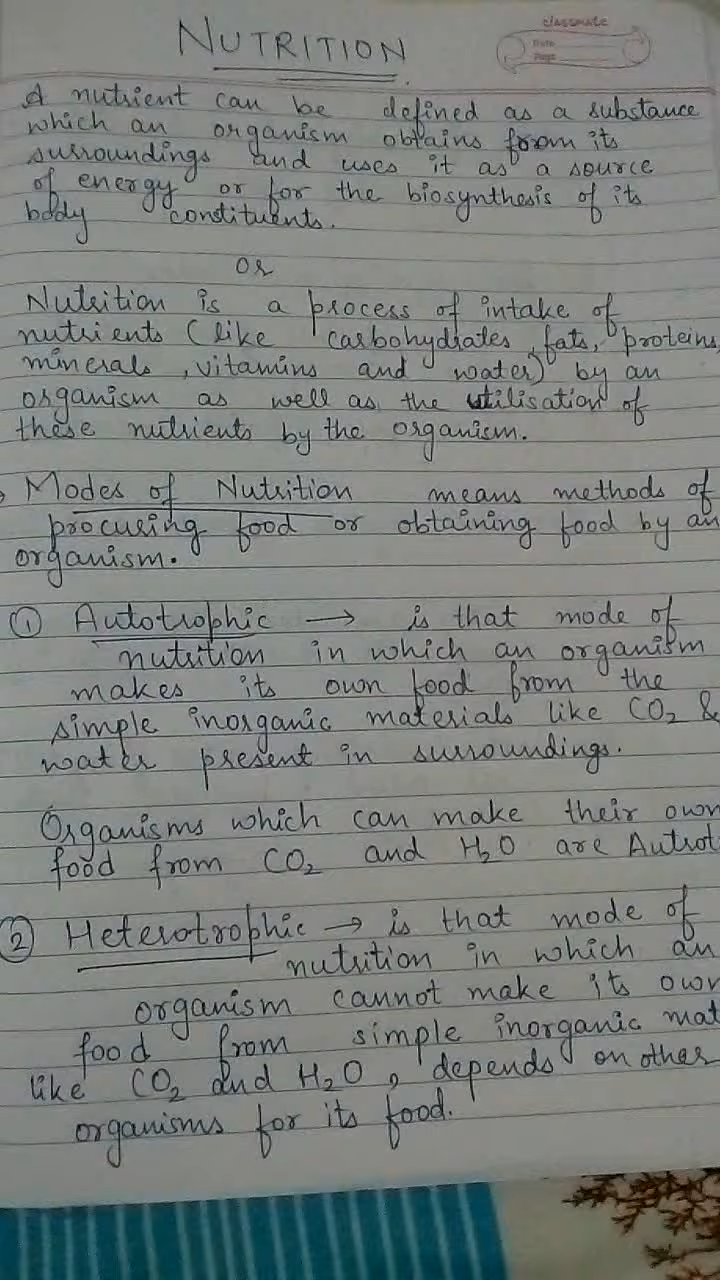 classmate
Date
Page
NUTRITION
A nutrient can be defined as a substance
which an organism obtains from its
surroundings and uses it as a source
of energy or for the biosynthesis of its
body constituents.
OR
Nutrition is a process of intake of
nutrients (like carbohydrates, fats, proteins,
minerals, vitamins and water) by an
organism as well as the utilisation of
these nutrients by the organism.
Modes of Nutrition means methods of
procuring food or obtaining food by an
organism.
① Autotrophic → is that mode of
nutrition in which an organism
makes its own food from the
simple inorganic materials like CO₂ &
water present in surroundings.
Organisms which can make their own
food from CO₂ and H₂O are Autrot
② Heterotrophic → is that mode of
nutrition in which an
organism cannot make its own
food from simple inorganic mat
like CO₂ and H₂O, depends on other
organisms for its food.